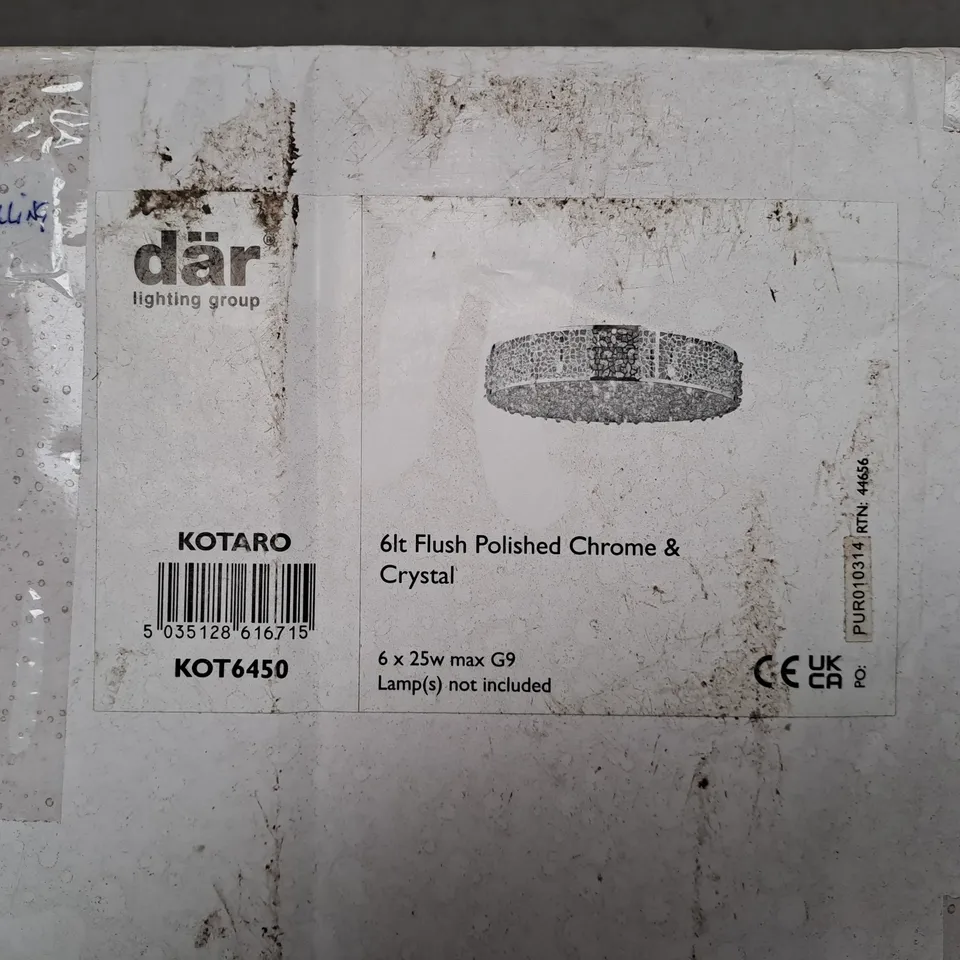 där®
lighting group
KOTARO
5 035128 616715
KOT6450
6lt Flush Polished Chrome &
Crystal
6 x 25w max G9
Lamp(s) not included
CE UK
CA
PO: PUR010314 RTN: 44656